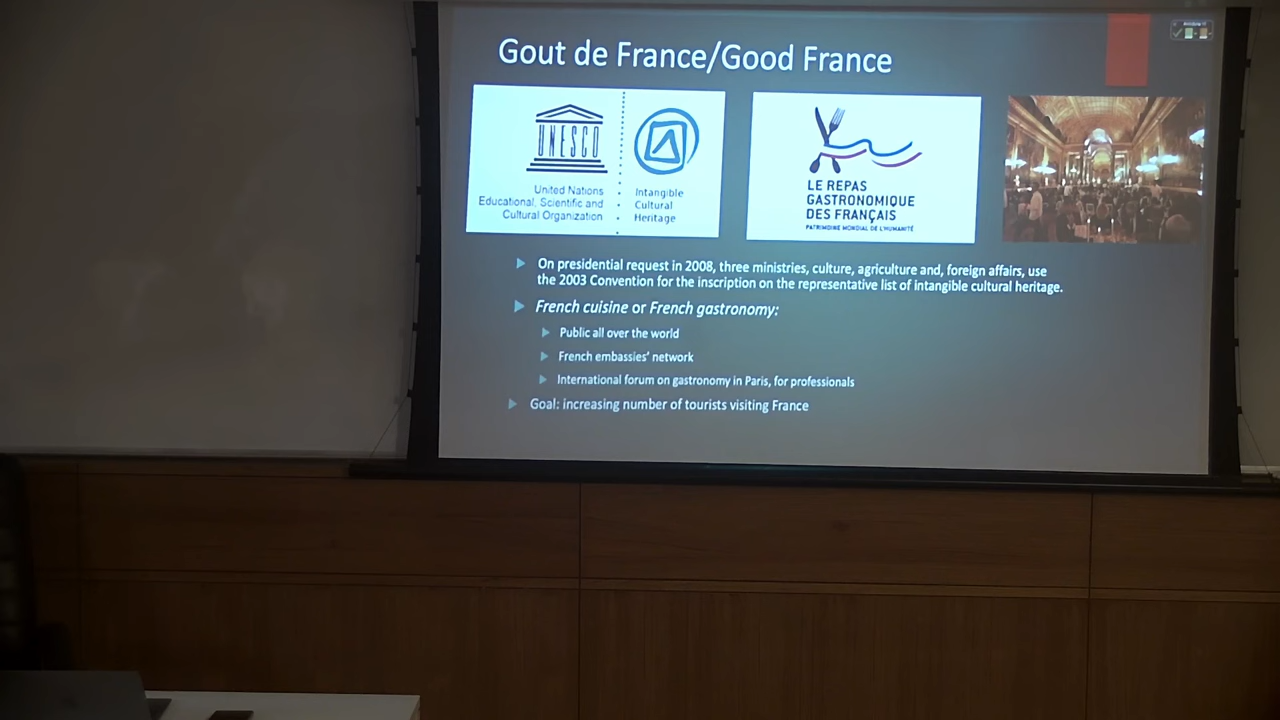 Gout de France/Good France
UNESCO
United Nations
Educational, Scientific and
Cultural Organization
Intangible
Cultural
Heritage
LE REPAS
GASTRONOMIQUE
DES FRANÇAIS
PATRIMOINE MONDIAL DE L'HUMANITÉ
On presidential request in 2008, three ministries, culture, agriculture and, foreign affairs, use
the 2003 Convention for the inscription on the representative list of intangible cultural heritage.
French cuisine or French gastronomy:
Public all over the world
French embassies' network
International forum on gastronomy in Paris, for professionals
Goal: increasing number of tourists visiting France